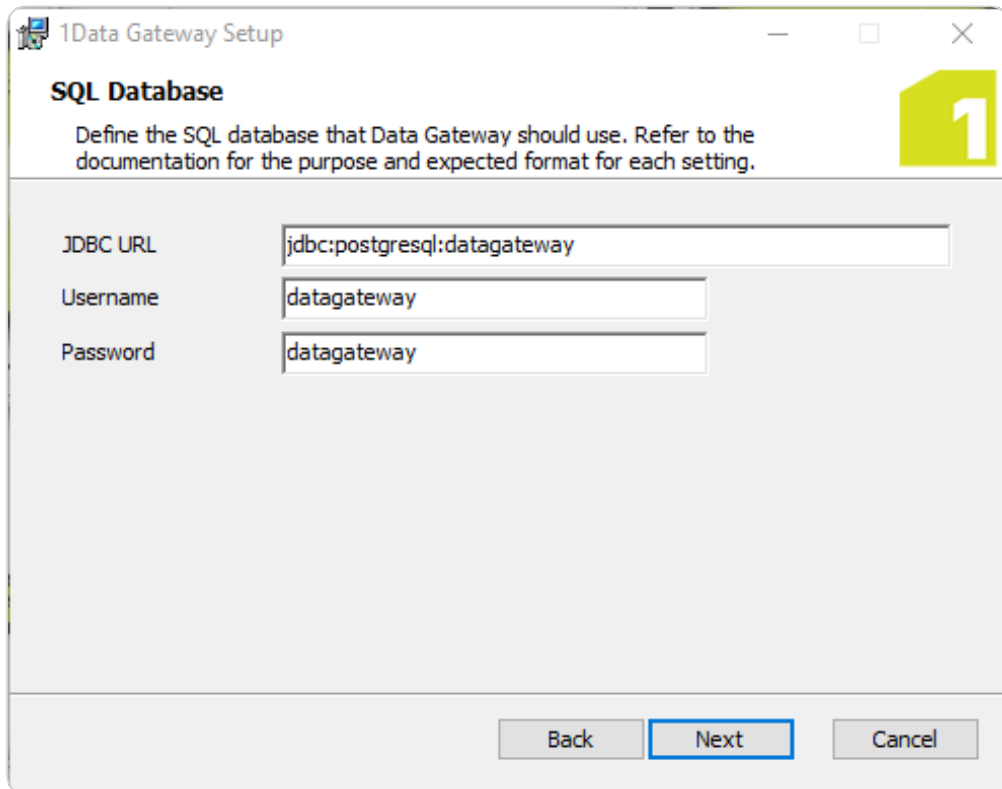 1Data Gateway Setup
SQL Database
1
Define the SQL database that Data Gateway should use. Refer to the
documentation for the purpose and expected format for each setting.
JDBC URL jdbc:postgresql:datagateway
Username datagateway
Password datagateway
Back Next Cancel